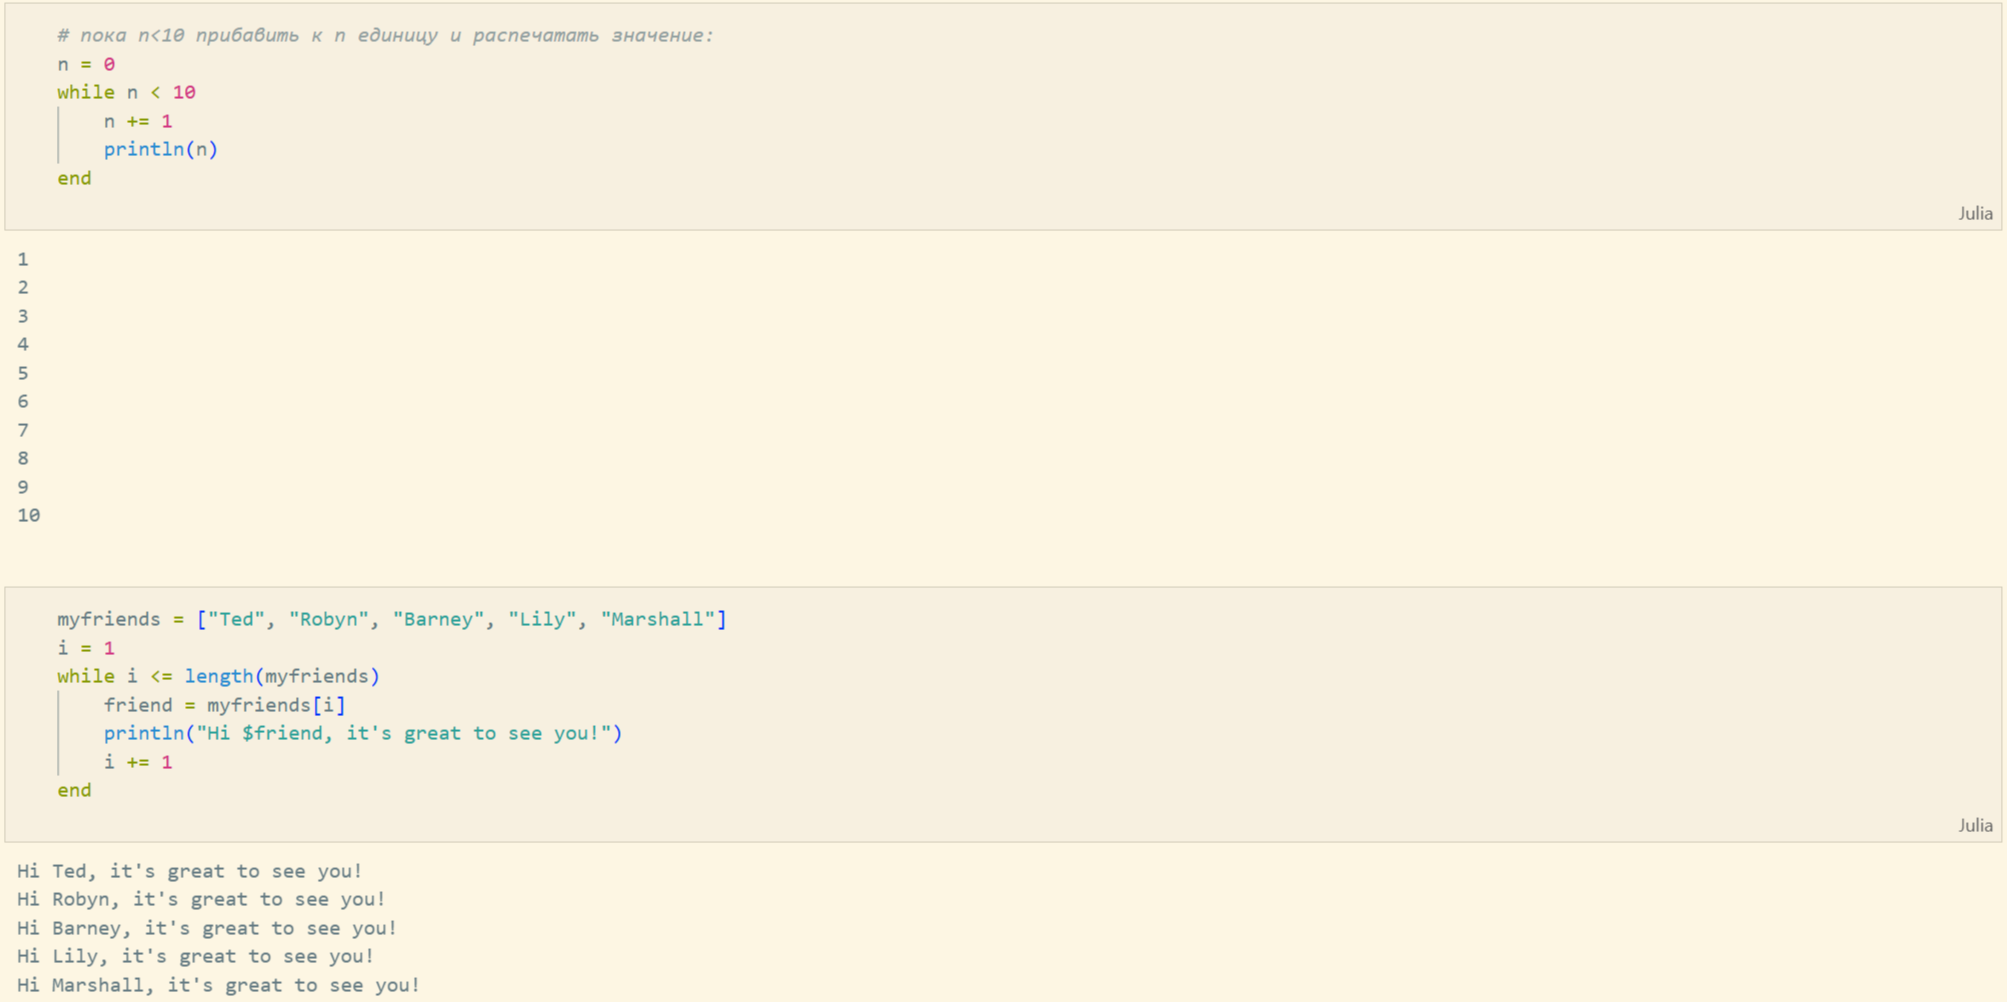 # пока n<10 прибавить к n единицу и распечатать значение:
n = 0
while n < 10
    n += 1
    println(n)
end
Julia
1
2
3
4
5
6
7
8
9
10
myfriends = ["Ted", "Robyn", "Barney", "Lily", "Marshall"]
i = 1
while i <= length(myfriends)
    friend = myfriends[i]
    println("Hi $friend, it's great to see you!")
    i += 1
end
Julia
Hi Ted, it's great to see you!
Hi Robyn, it's great to see you!
Hi Barney, it's great to see you!
Hi Lily, it's great to see you!
Hi Marshall, it's great to see you!